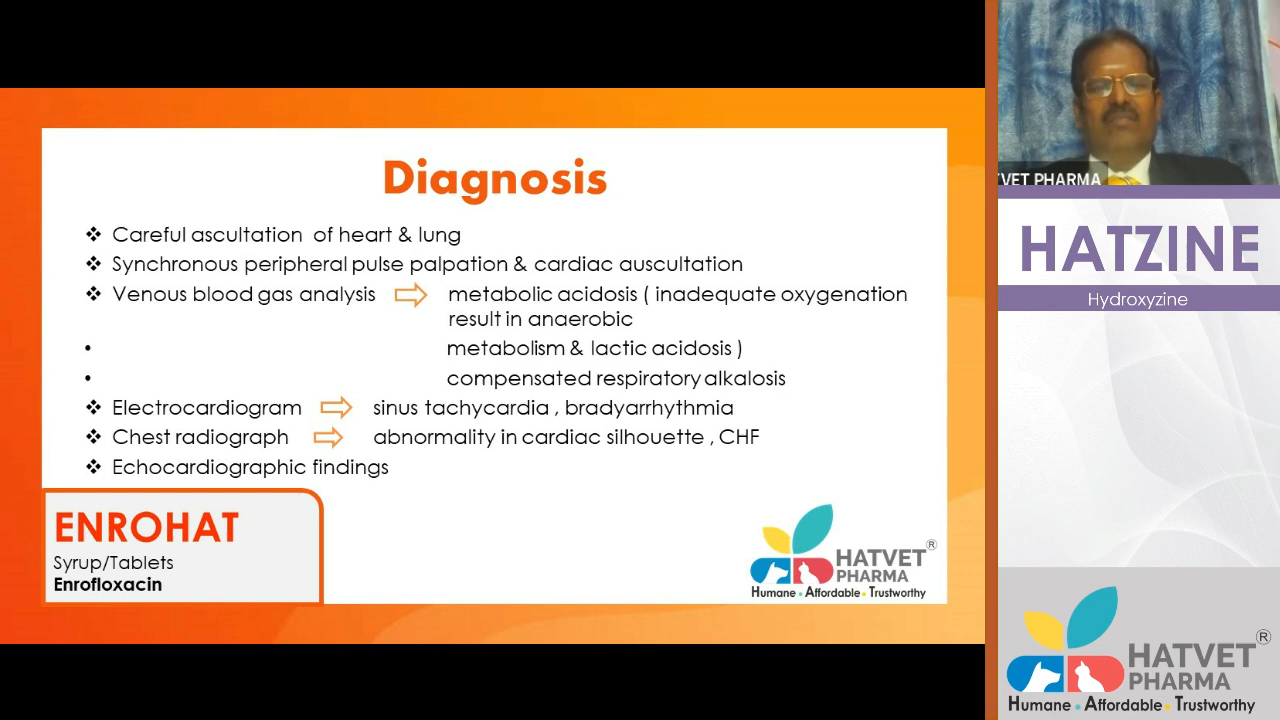 Diagnosis
❖ Careful ascultation of heart & lung
❖ Synchronous peripheral pulse palpation & cardiac auscultation
❖ Venous blood gas analysis ⇨ metabolic acidosis ( inadequate oxygenation
result in anaerobic
• metabolism & lactic acidosis )
• compensated respiratory alkalosis
❖ Electrocardiogram ⇨ sinus tachycardia , bradyarrhythmia
❖ Chest radiograph ⇨ abnormality in cardiac silhouette , CHF
❖ Echocardiographic findings
ENROHAT
Syrup/Tablets
Enrofloxacin
HATVET®
PHARMA
Humane • Affordable • Trustworthy
VET PHARMA
HATZINE
Hydroxyzine
HATVET®
PHARMA
Humane • Affordable • Trustworthy